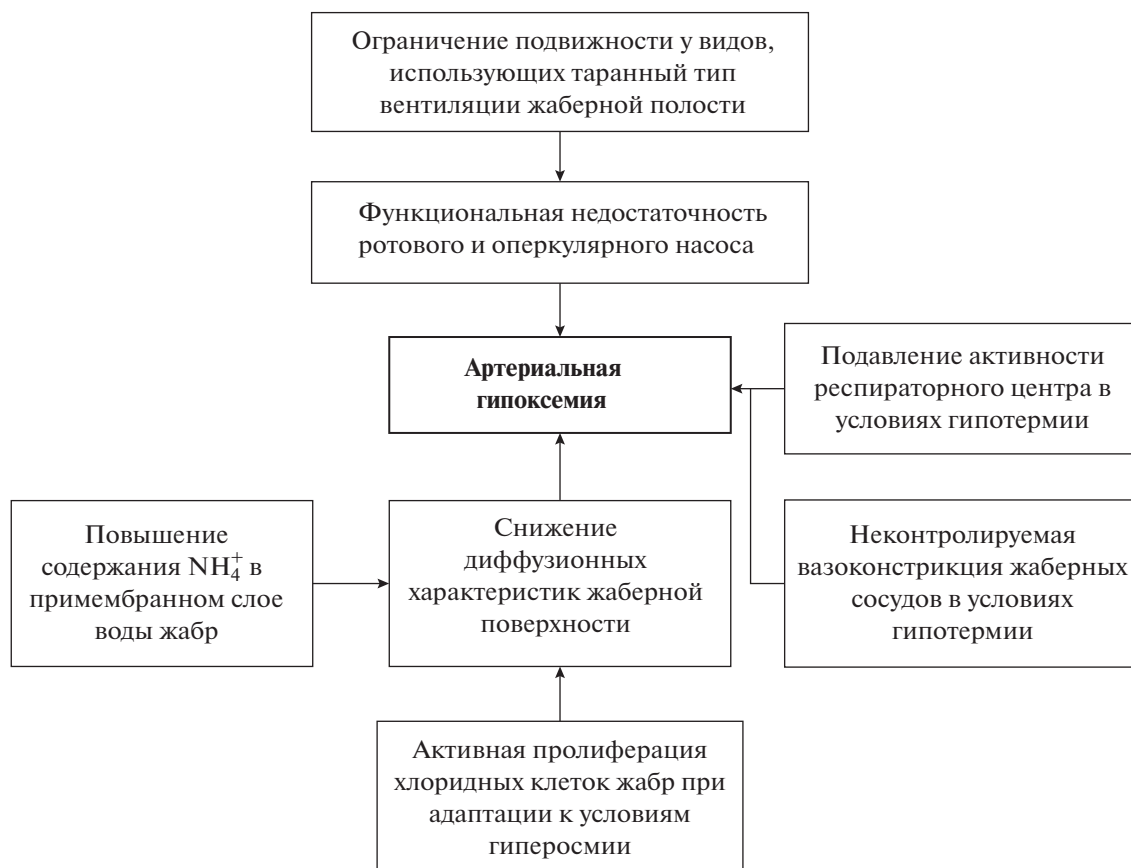 Ограничение подвижности у видов,
использующих таранный тип
вентиляции жаберной полости
Функциональная недостаточность
ротового и оперкулярного насоса
Артериальная
гипоксемия
Подавление активности
респираторного центра в
условиях гипотермии
Повышение
содержания NH₄⁺ в
примембранном слое
воды жабр
Снижение
диффузионных
характеристик жаберной
поверхности
Неконтролируемая
вазоконстрикция жаберных
сосудов в условиях
гипотермии
Активная пролиферация
хлоридных клеток жабр при
адаптации к условиям
гиперосмии